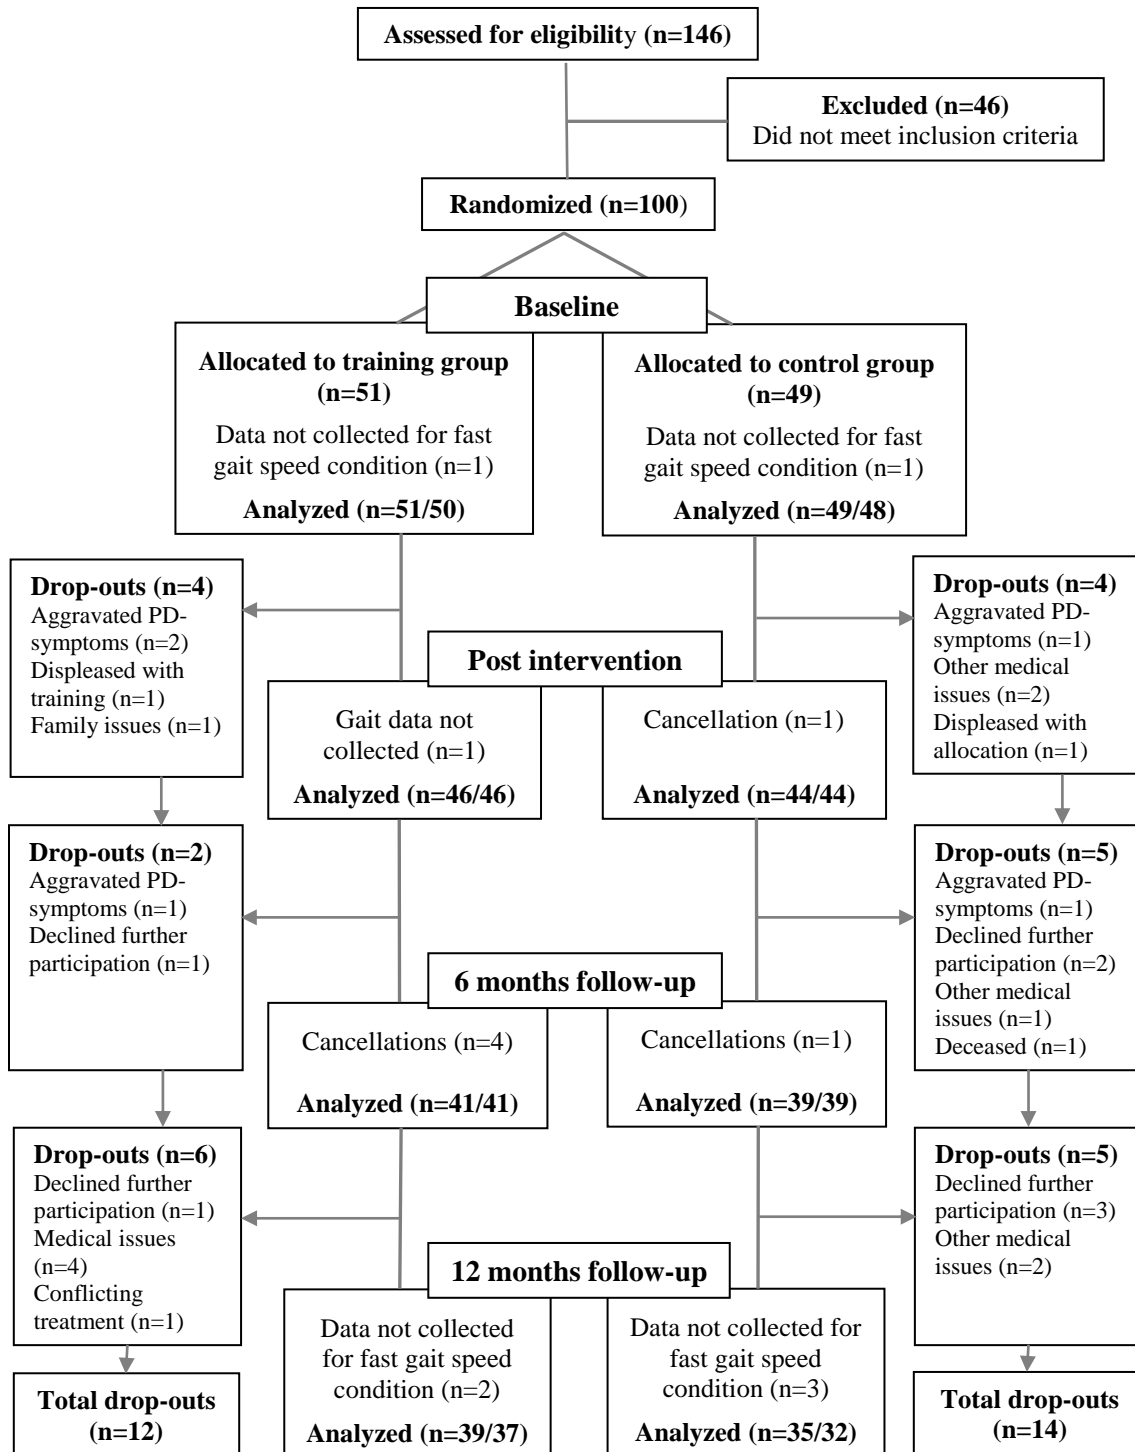 Assessed for eligibility (n=146)
Excluded (n=46)
Did not meet inclusion criteria
Randomized (n=100)
Baseline
Allocated to training group
(n=51)
Data not collected for fast
gait speed condition (n=1)
Analyzed (n=51/50)
Allocated to control group
(n=49)
Data not collected for fast
gait speed condition (n=1)
Analyzed (n=49/48)
Drop-outs (n=4)
Aggravated PD-
symptoms (n=2)
Displeased with
training (n=1)
Family issues (n=1)
Drop-outs (n=4)
Aggravated PD-
symptoms (n=1)
Other medical
issues (n=2)
Displeased with
allocation (n=1)
Post intervention
Gait data not
collected (n=1)
Analyzed (n=46/46)
Cancellation (n=1)
Analyzed (n=44/44)
Drop-outs (n=2)
Aggravated PD-
symptoms (n=1)
Declined further
participation (n=1)
Drop-outs (n=5)
Aggravated PD-
symptoms (n=1)
Declined further
participation (n=2)
Other medical
issues (n=1)
Deceased (n=1)
6 months follow-up
Cancellations (n=4)
Analyzed (n=41/41)
Cancellations (n=1)
Analyzed (n=39/39)
Drop-outs (n=6)
Declined further
participation (n=1)
Medical issues
(n=4)
Conflicting
treatment (n=1)
Drop-outs (n=5)
Declined further
participation (n=3)
Other medical
issues (n=2)
12 months follow-up
Data not collected
for fast gait speed
condition (n=2)
Analyzed (n=39/37)
Data not collected for
fast gait speed
condition (n=3)
Analyzed (n=35/32)
Total drop-outs
(n=12)
Total drop-outs
(n=14)